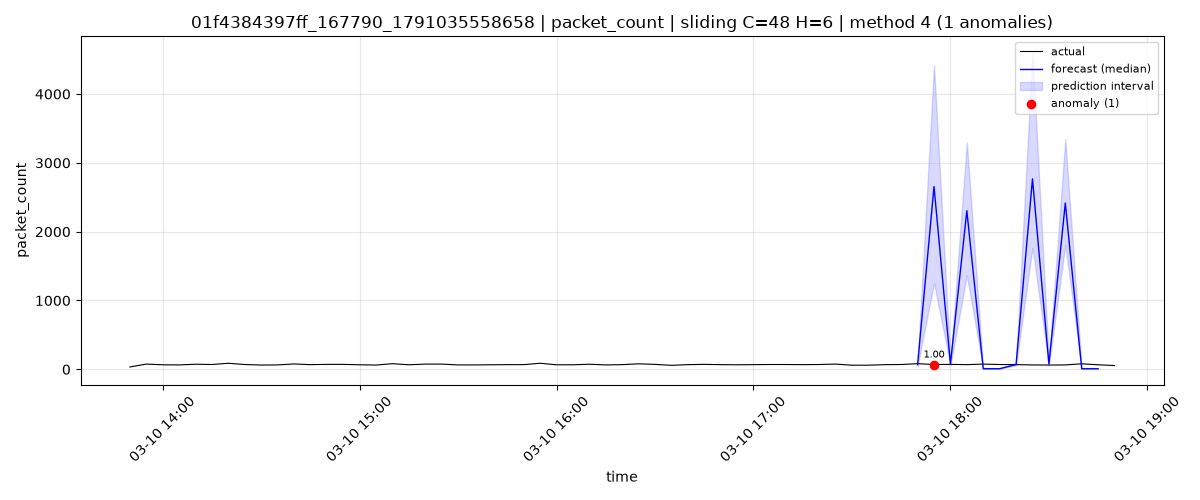 01f4384397ff_167790_1791035558658 | packet_count | sliding C=48 H=6 | method 4 (1 anomalies)
actual
forecast (median)
prediction interval
anomaly (1)
packet_count
4000
3000
2000
1000
0
1.00
03-10 14:00
03-10 15:00
03-10 16:00
03-10 17:00
03-10 18:00
03-10 19:00
time